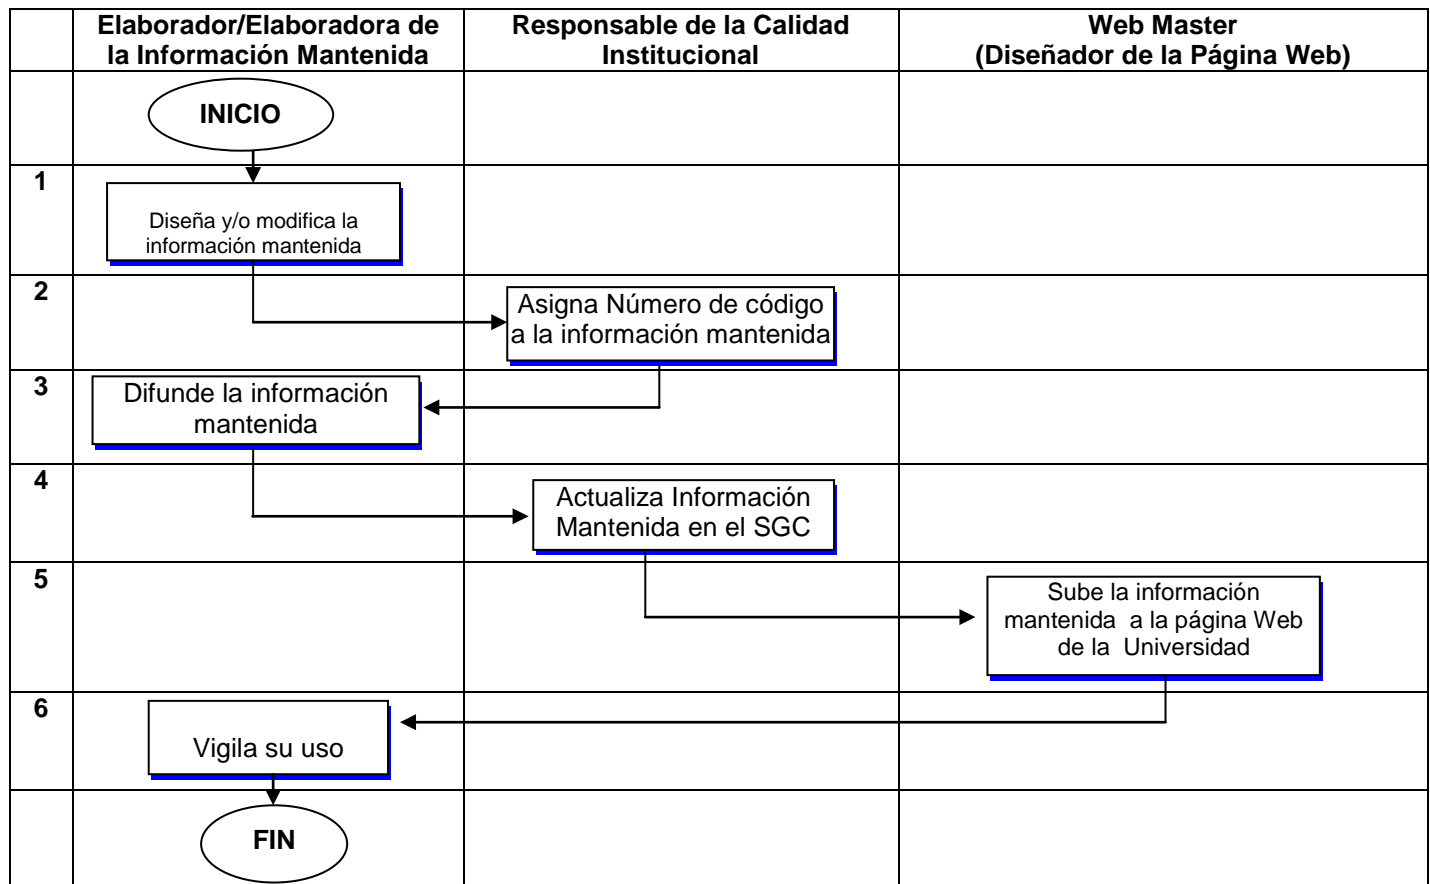 Elaborador/Elaboradora de
la Información Mantenida
Responsable de la Calidad
Institucional
Web Master
(Diseñador de la Página Web)
INICIO
1
Diseña y/o modifica la
información mantenida
2
Asigna Número de código
a la información mantenida
3
Difunde la información
mantenida
4
Actualiza Información
Mantenida en el SGC
5
Sube la información
mantenida a la página Web
de la Universidad
6
Vigila su uso
FIN